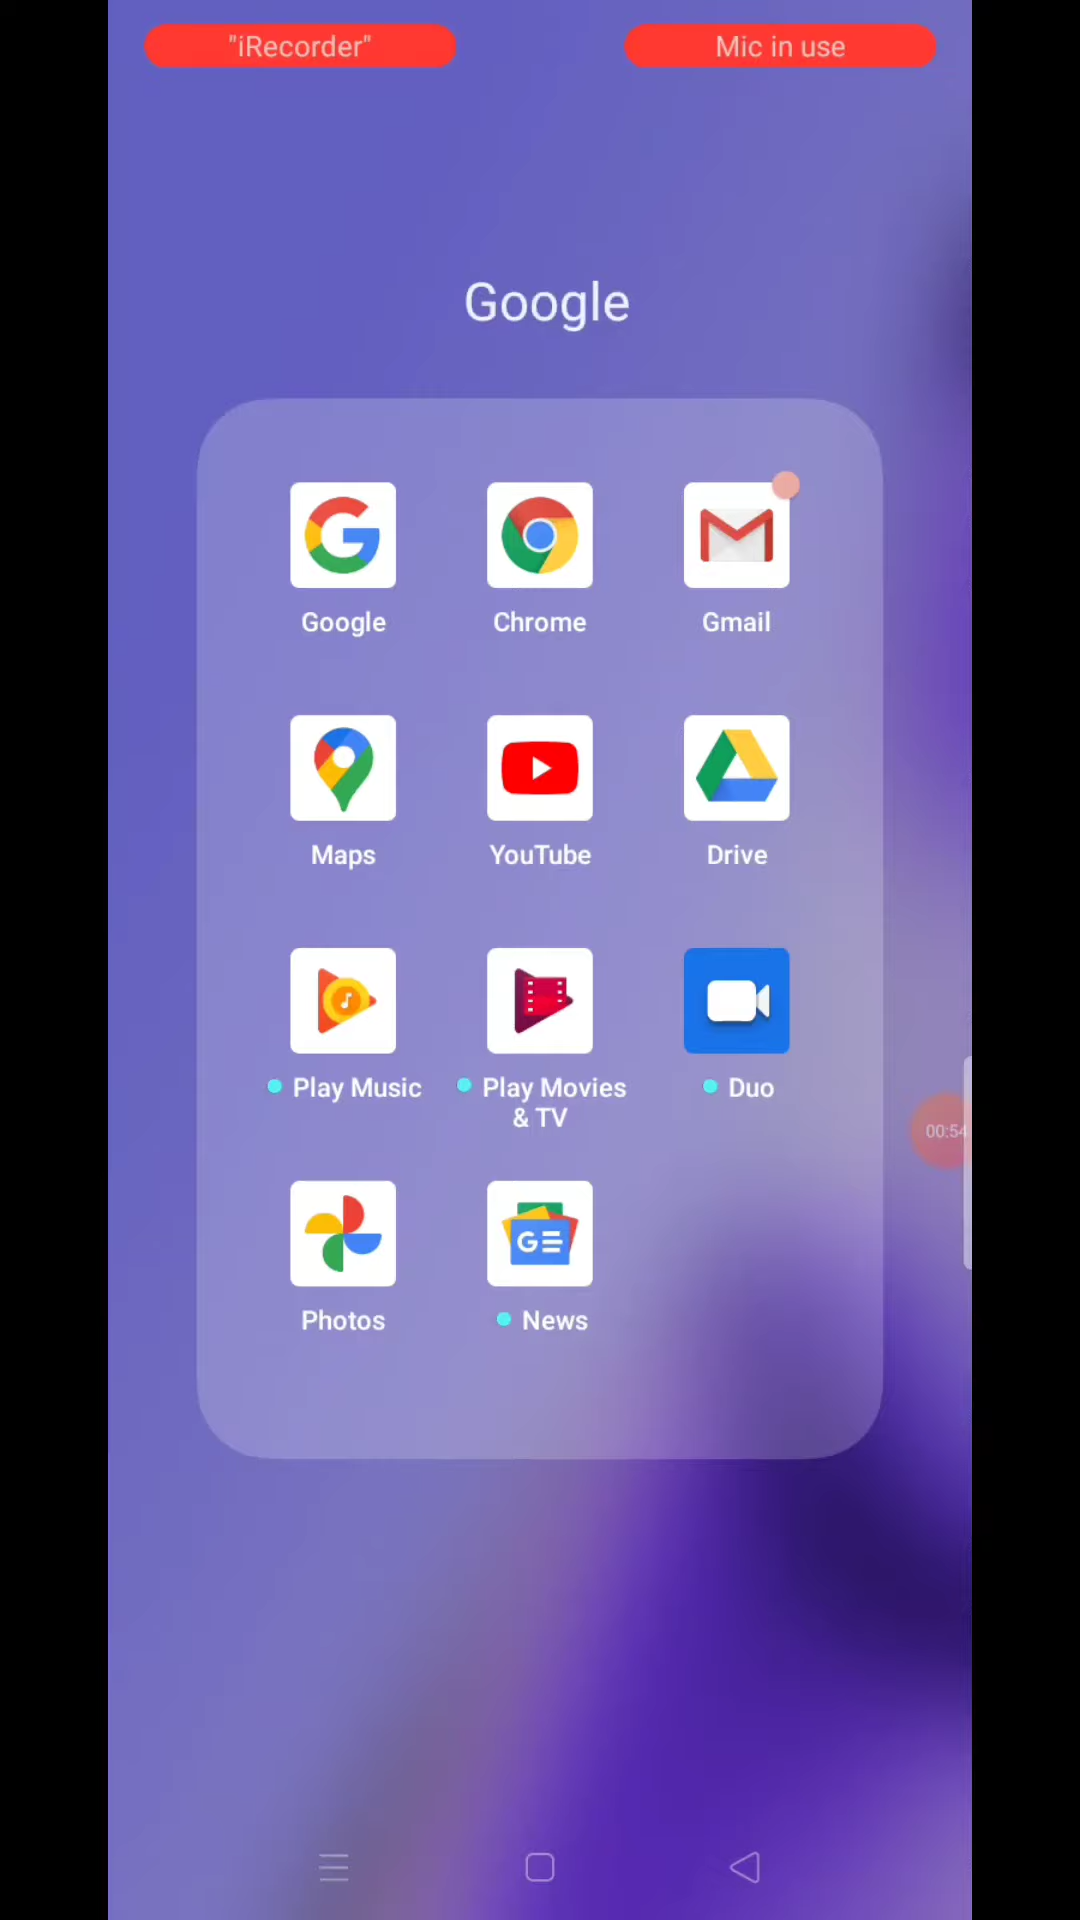 "iRecorder"
Mic in use
Google
Google
Chrome
Gmail
Maps
YouTube
Drive
Play Music
Play Movies
& TV
Duo
00:54
Photos
GE
News